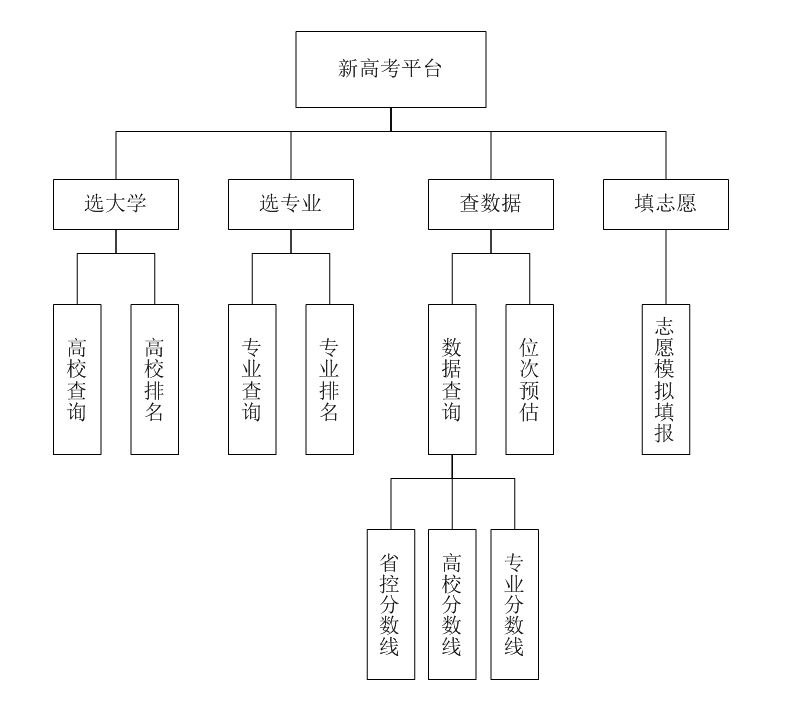 新高考平台
选大学
选专业
查数据
填志愿
高校查询
高校排名
专业查询
专业排名
数据查询
位次预估
志愿模拟填报
省控分数线
高校分数线
专业分数线